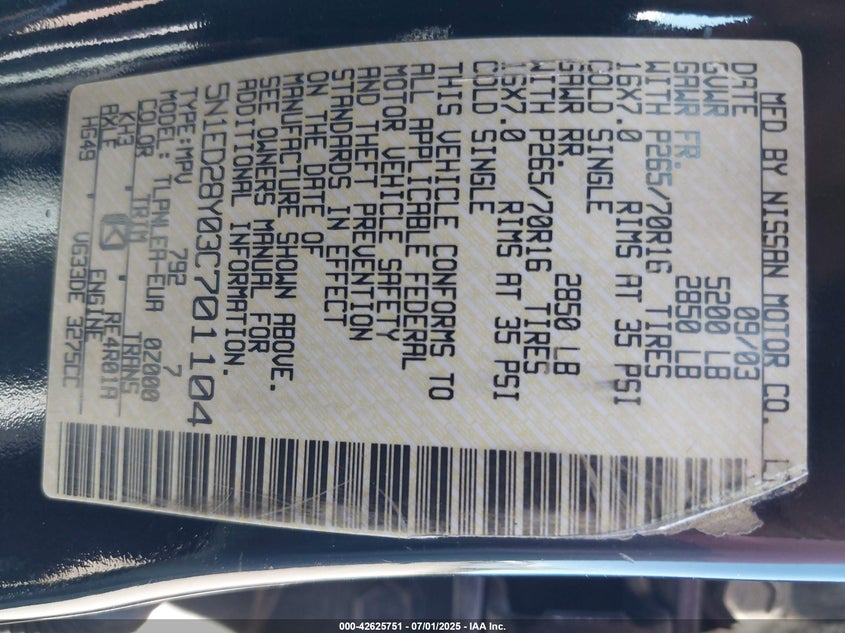 MFD BY NISSAN MOTOR CO.
DATE 09/03
GVWR 5200 LB
GAWR FR. 2850 LB
WITH P265/70R16 TIRES
16X7.0 RIMS AT 35 PSI
COLD SINGLE
GAWR RR. 2850 LB
WITH P265/70R16 TIRES
16X7.0 RIMS AT 35 PSI
COLD SINGLE
THIS VEHICLE CONFORMS TO
ALL APPLICABLE FEDERAL
MOTOR VEHICLE SAFETY
AND THEFT PREVENTION
STANDARDS IN EFFECT
ON THE DATE OF
MANUFACTURE SHOWN ABOVE.
SEE OWNERS MANUAL FOR
ADDITIONAL INFORMATION.
5N1ED28Y03C701104
TYPE:MPV 792 7
MODEL: TLPNLEA-EUA 0Z000
COLOR TRIM TRINS
KH3 K RE4R01A
AXLE ENGINE
HG49 VG33DE 3275CC
000-42625751 // 07/01/2025 // IAA Inc.